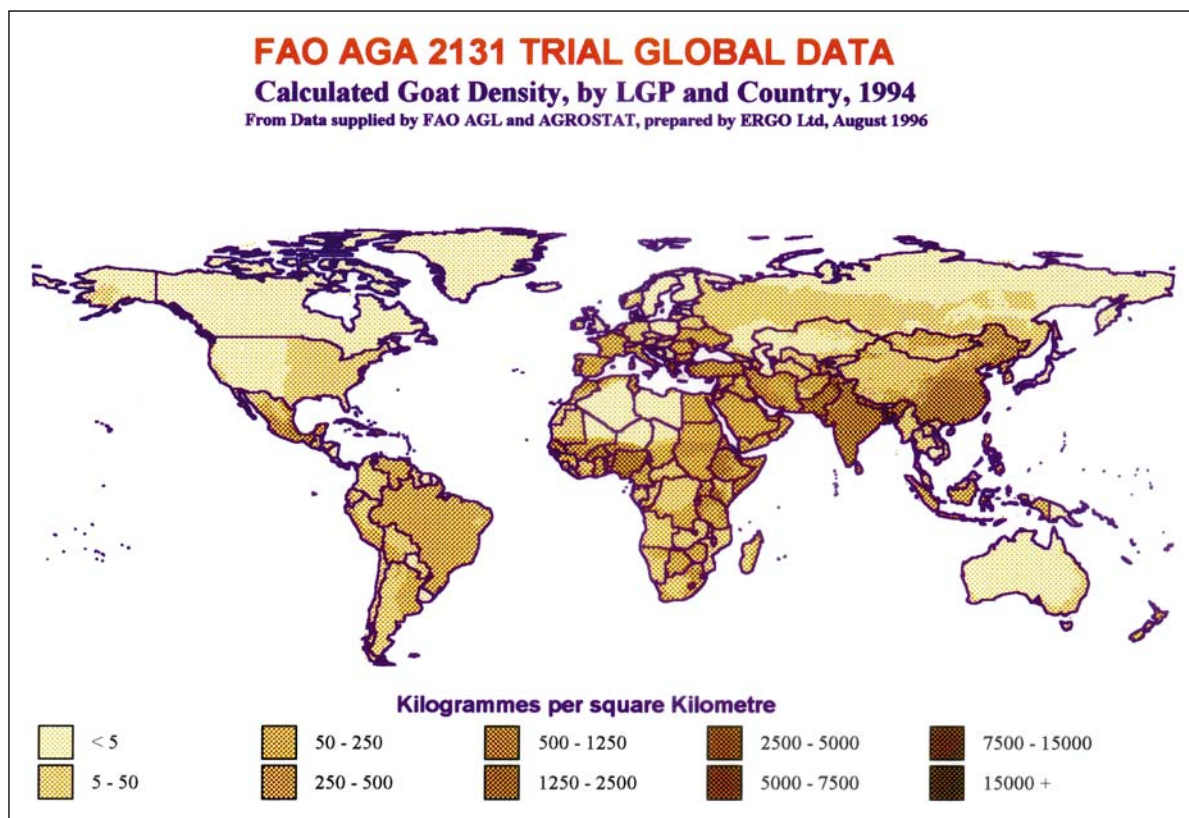 FAO AGA 2131 TRIAL GLOBAL DATA
Calculated Goat Density, by LGP and Country, 1994
From Data supplied by FAO AGL and AGROSTAT, prepared by ERGO Ltd, August 1996
Kilogrammes per square Kilometre
< 5
50 - 250
500 - 1250
2500 - 5000
7500 - 15000
5 - 50
250 - 500
1250 - 2500
5000 - 7500
15000 +